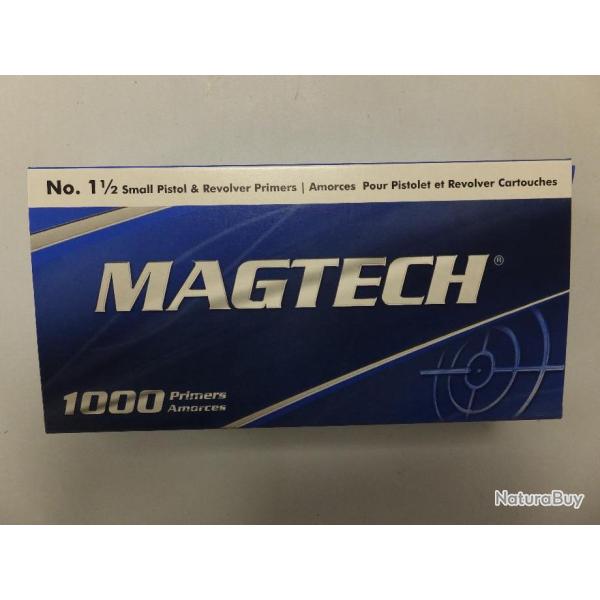 No. 1½ Small Pistol & Revolver Primers | Amorces Pour Pistolet et Revolver Cartouches
MAGTECH®
1000 Primers
Amorces
NaturaBuy